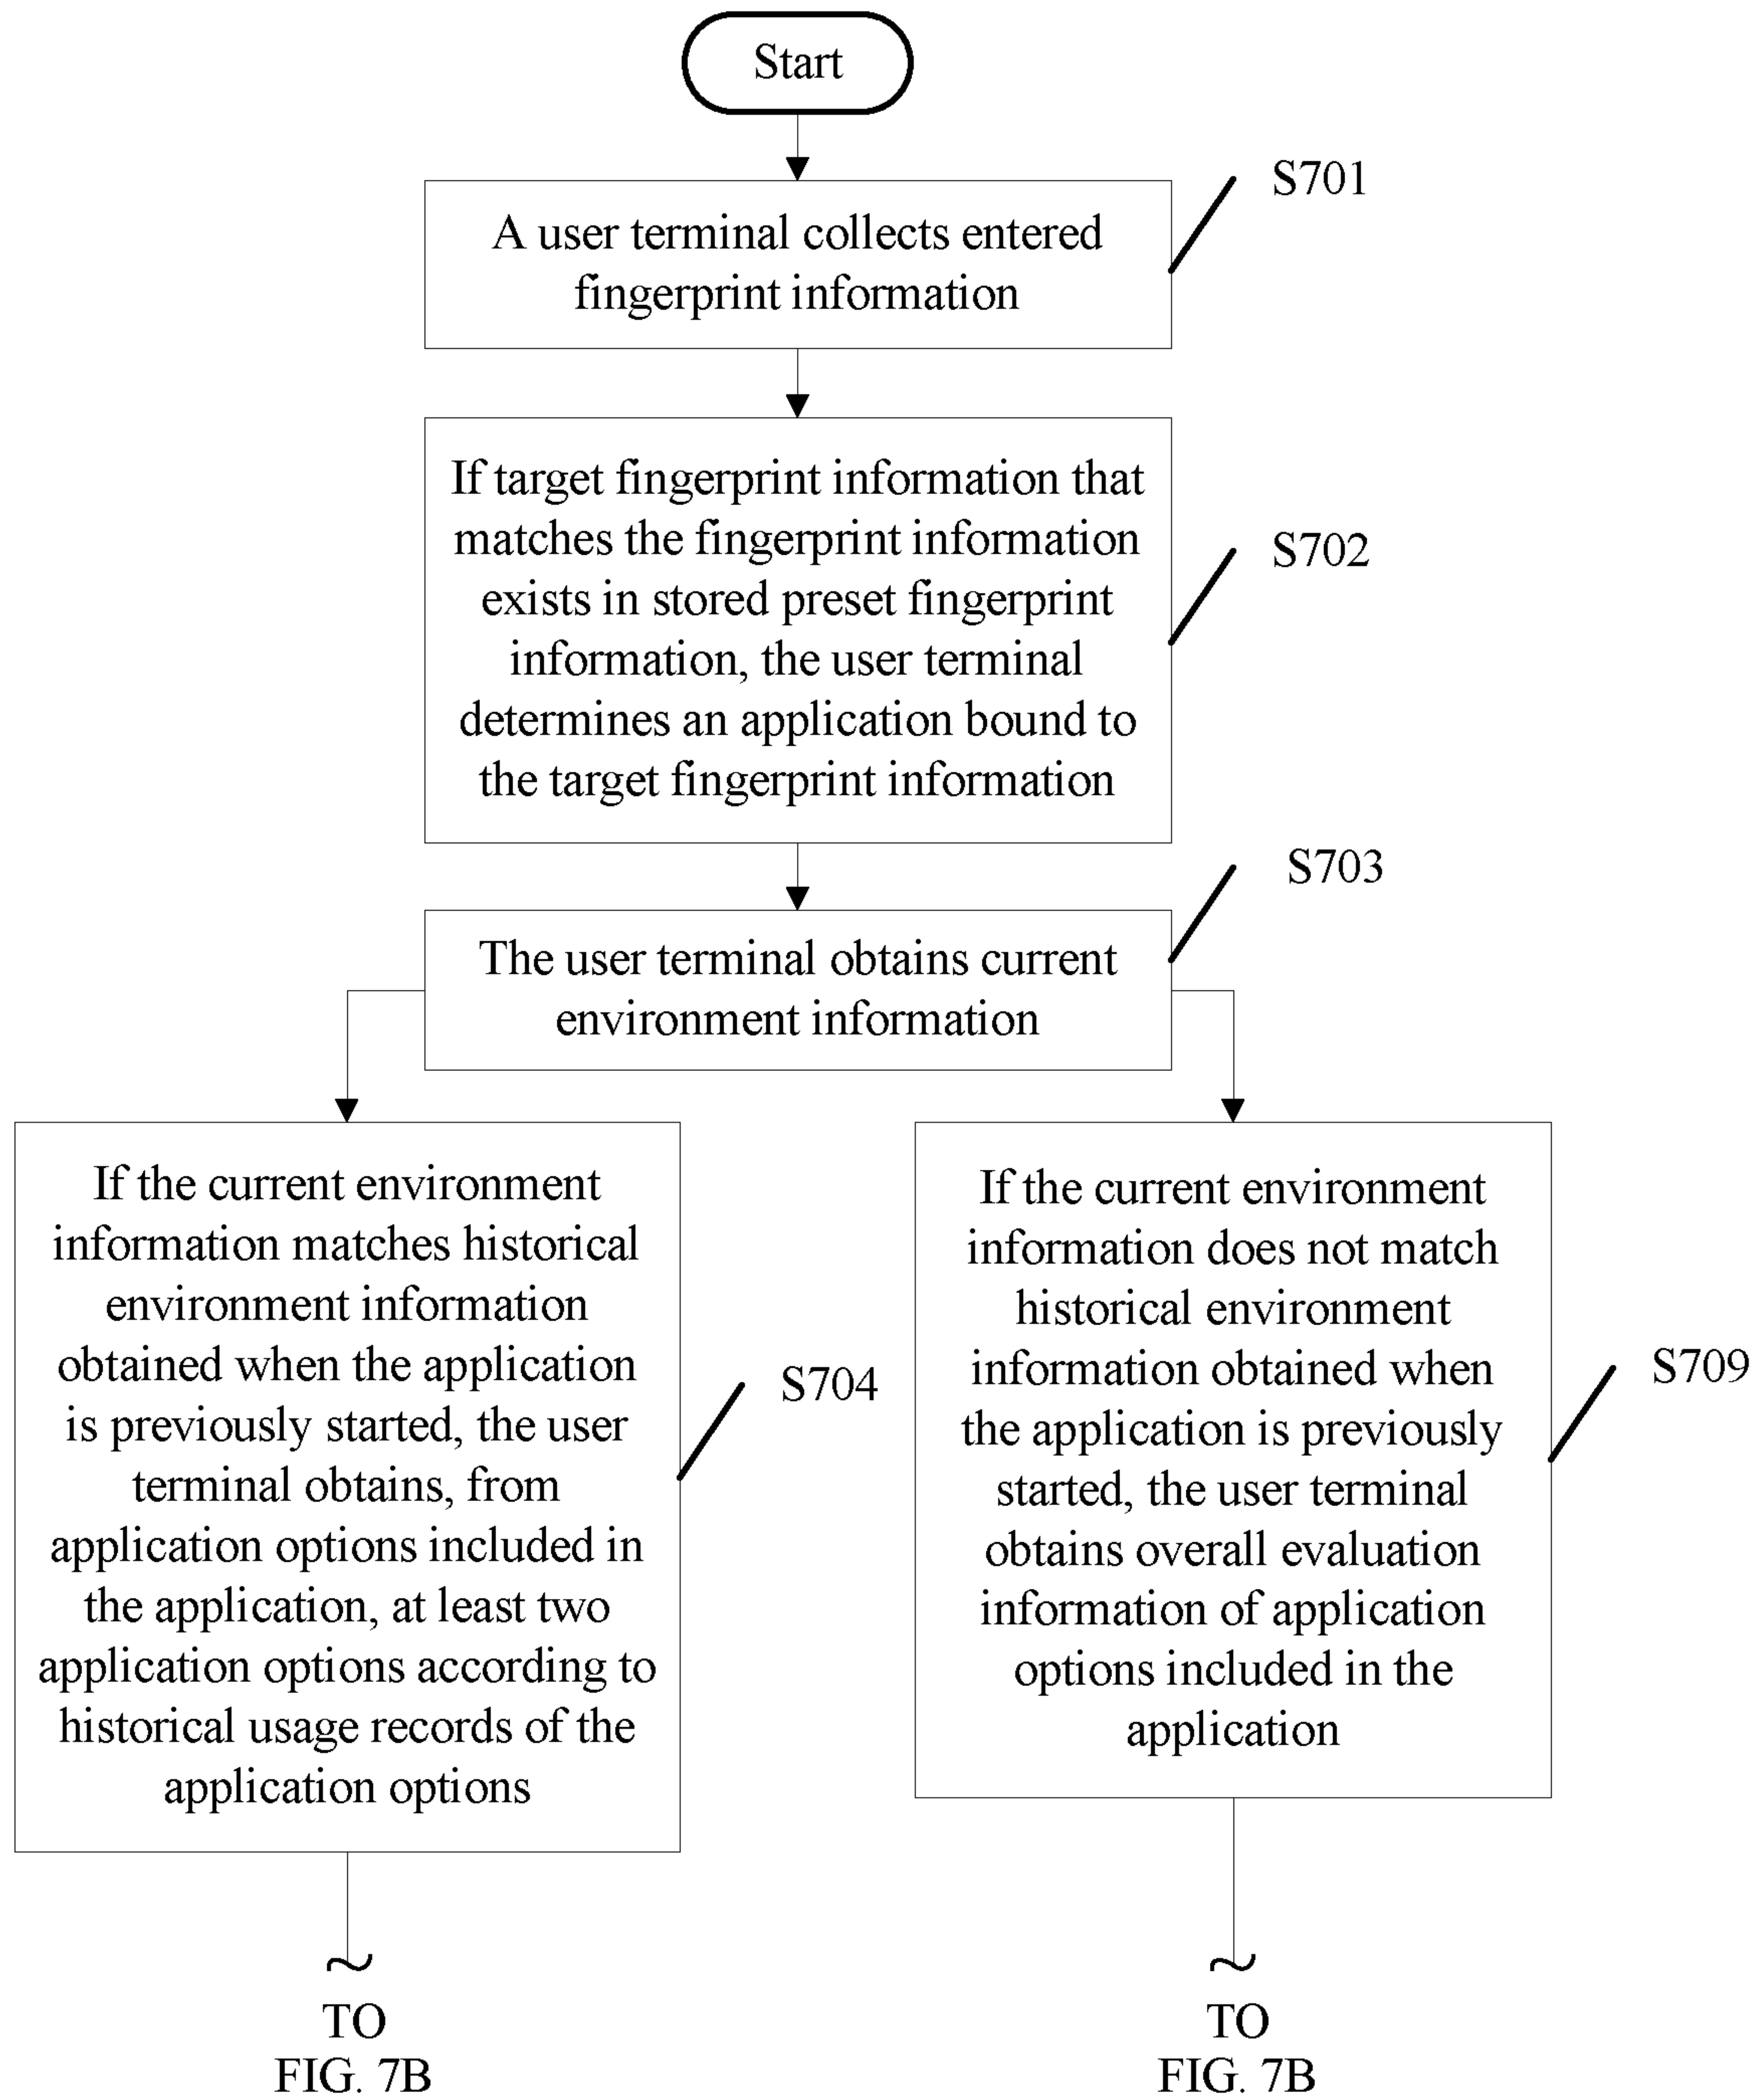 Start
S701
A user terminal collects entered
fingerprint information
If target fingerprint information that
matches the fingerprint information
exists in stored preset fingerprint
information, the user terminal
determines an application bound to
the target fingerprint information
S702
S703
The user terminal obtains current
environment information
If the current environment
information matches historical
environment information
obtained when the application
is previously started, the user
terminal obtains, from
application options included in
the application, at least two
application options according to
historical usage records of the
application options
S704
If the current environment
information does not match
historical environment
information obtained when
the application is previously
started, the user terminal
obtains overall evaluation
information of application
options included in the
application
S709
TO
FIG. 7B
TO
FIG. 7B